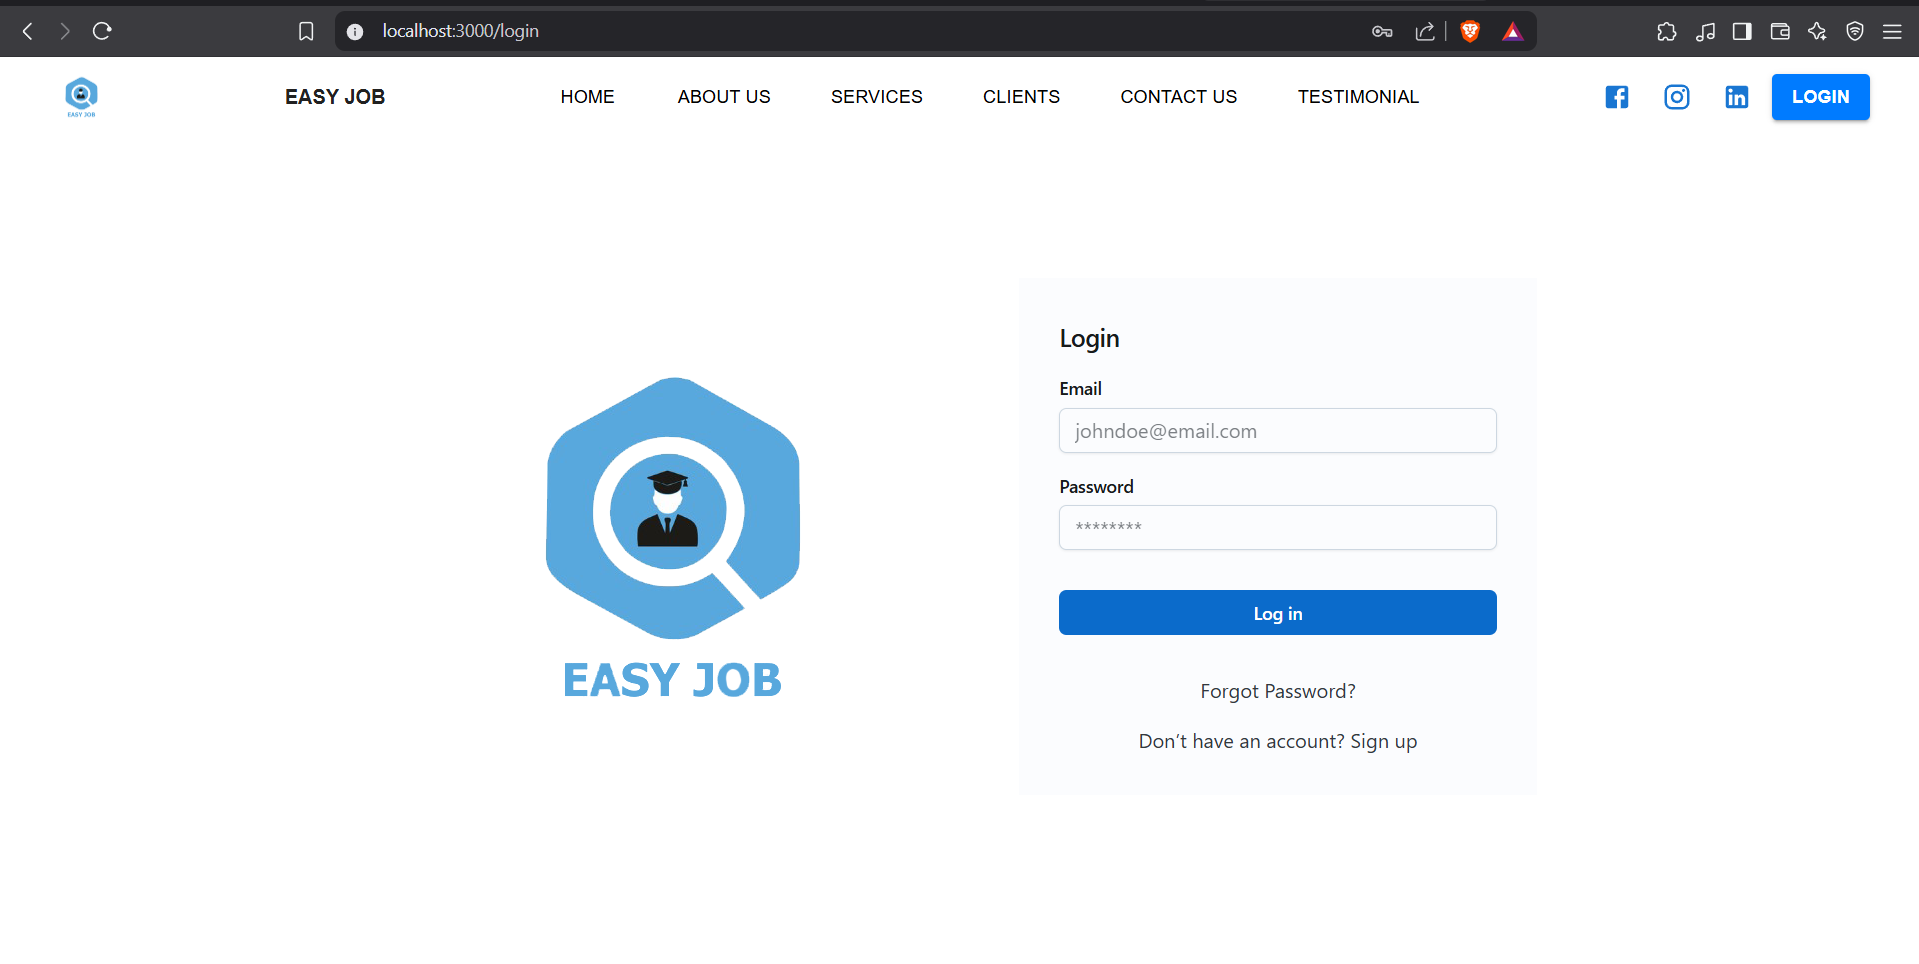 localhost:3000/login
EASY JOB
EASY JOB HOME ABOUT US SERVICES CLIENTS CONTACT US TESTIMONIAL LOGIN
EASY JOB
Login
Email
johndoe@email.com
Password
********
Log in
Forgot Password?
Don’t have an account? Sign up